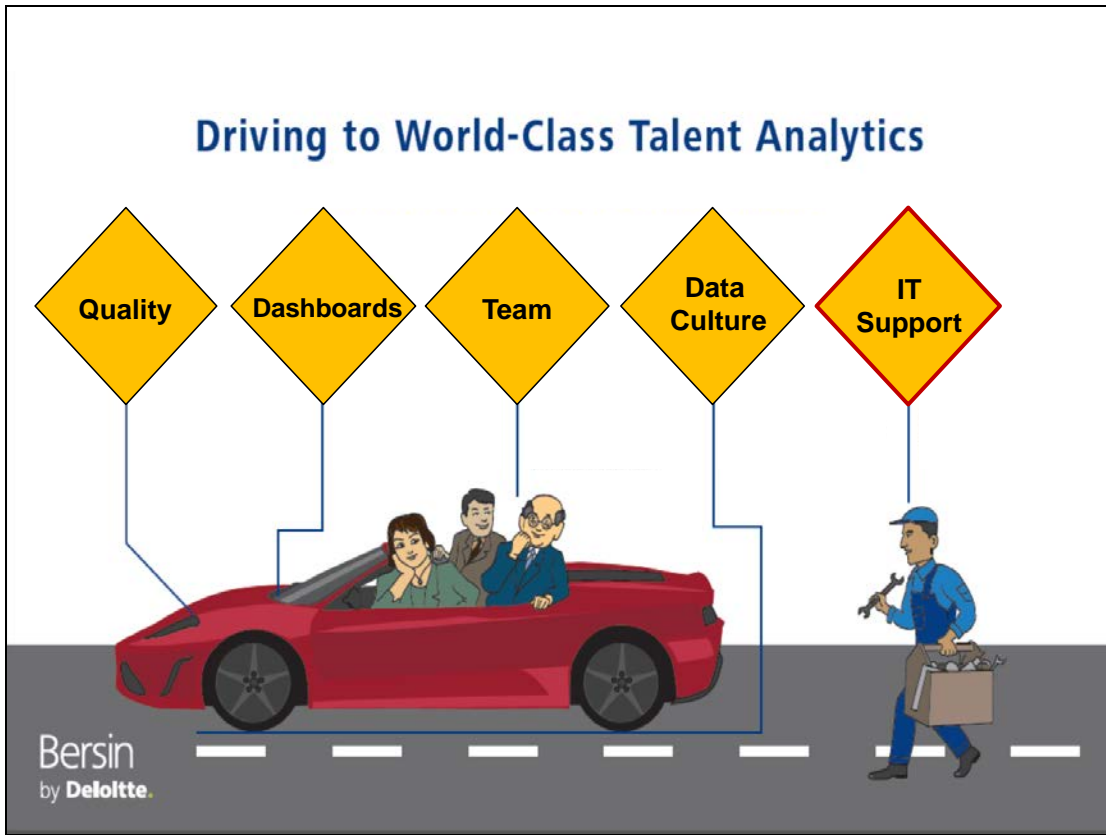 Driving to World-Class Talent Analytics
Quality
Dashboards
Team
Data
Culture
IT
Support
Bersin
by Deloitte.